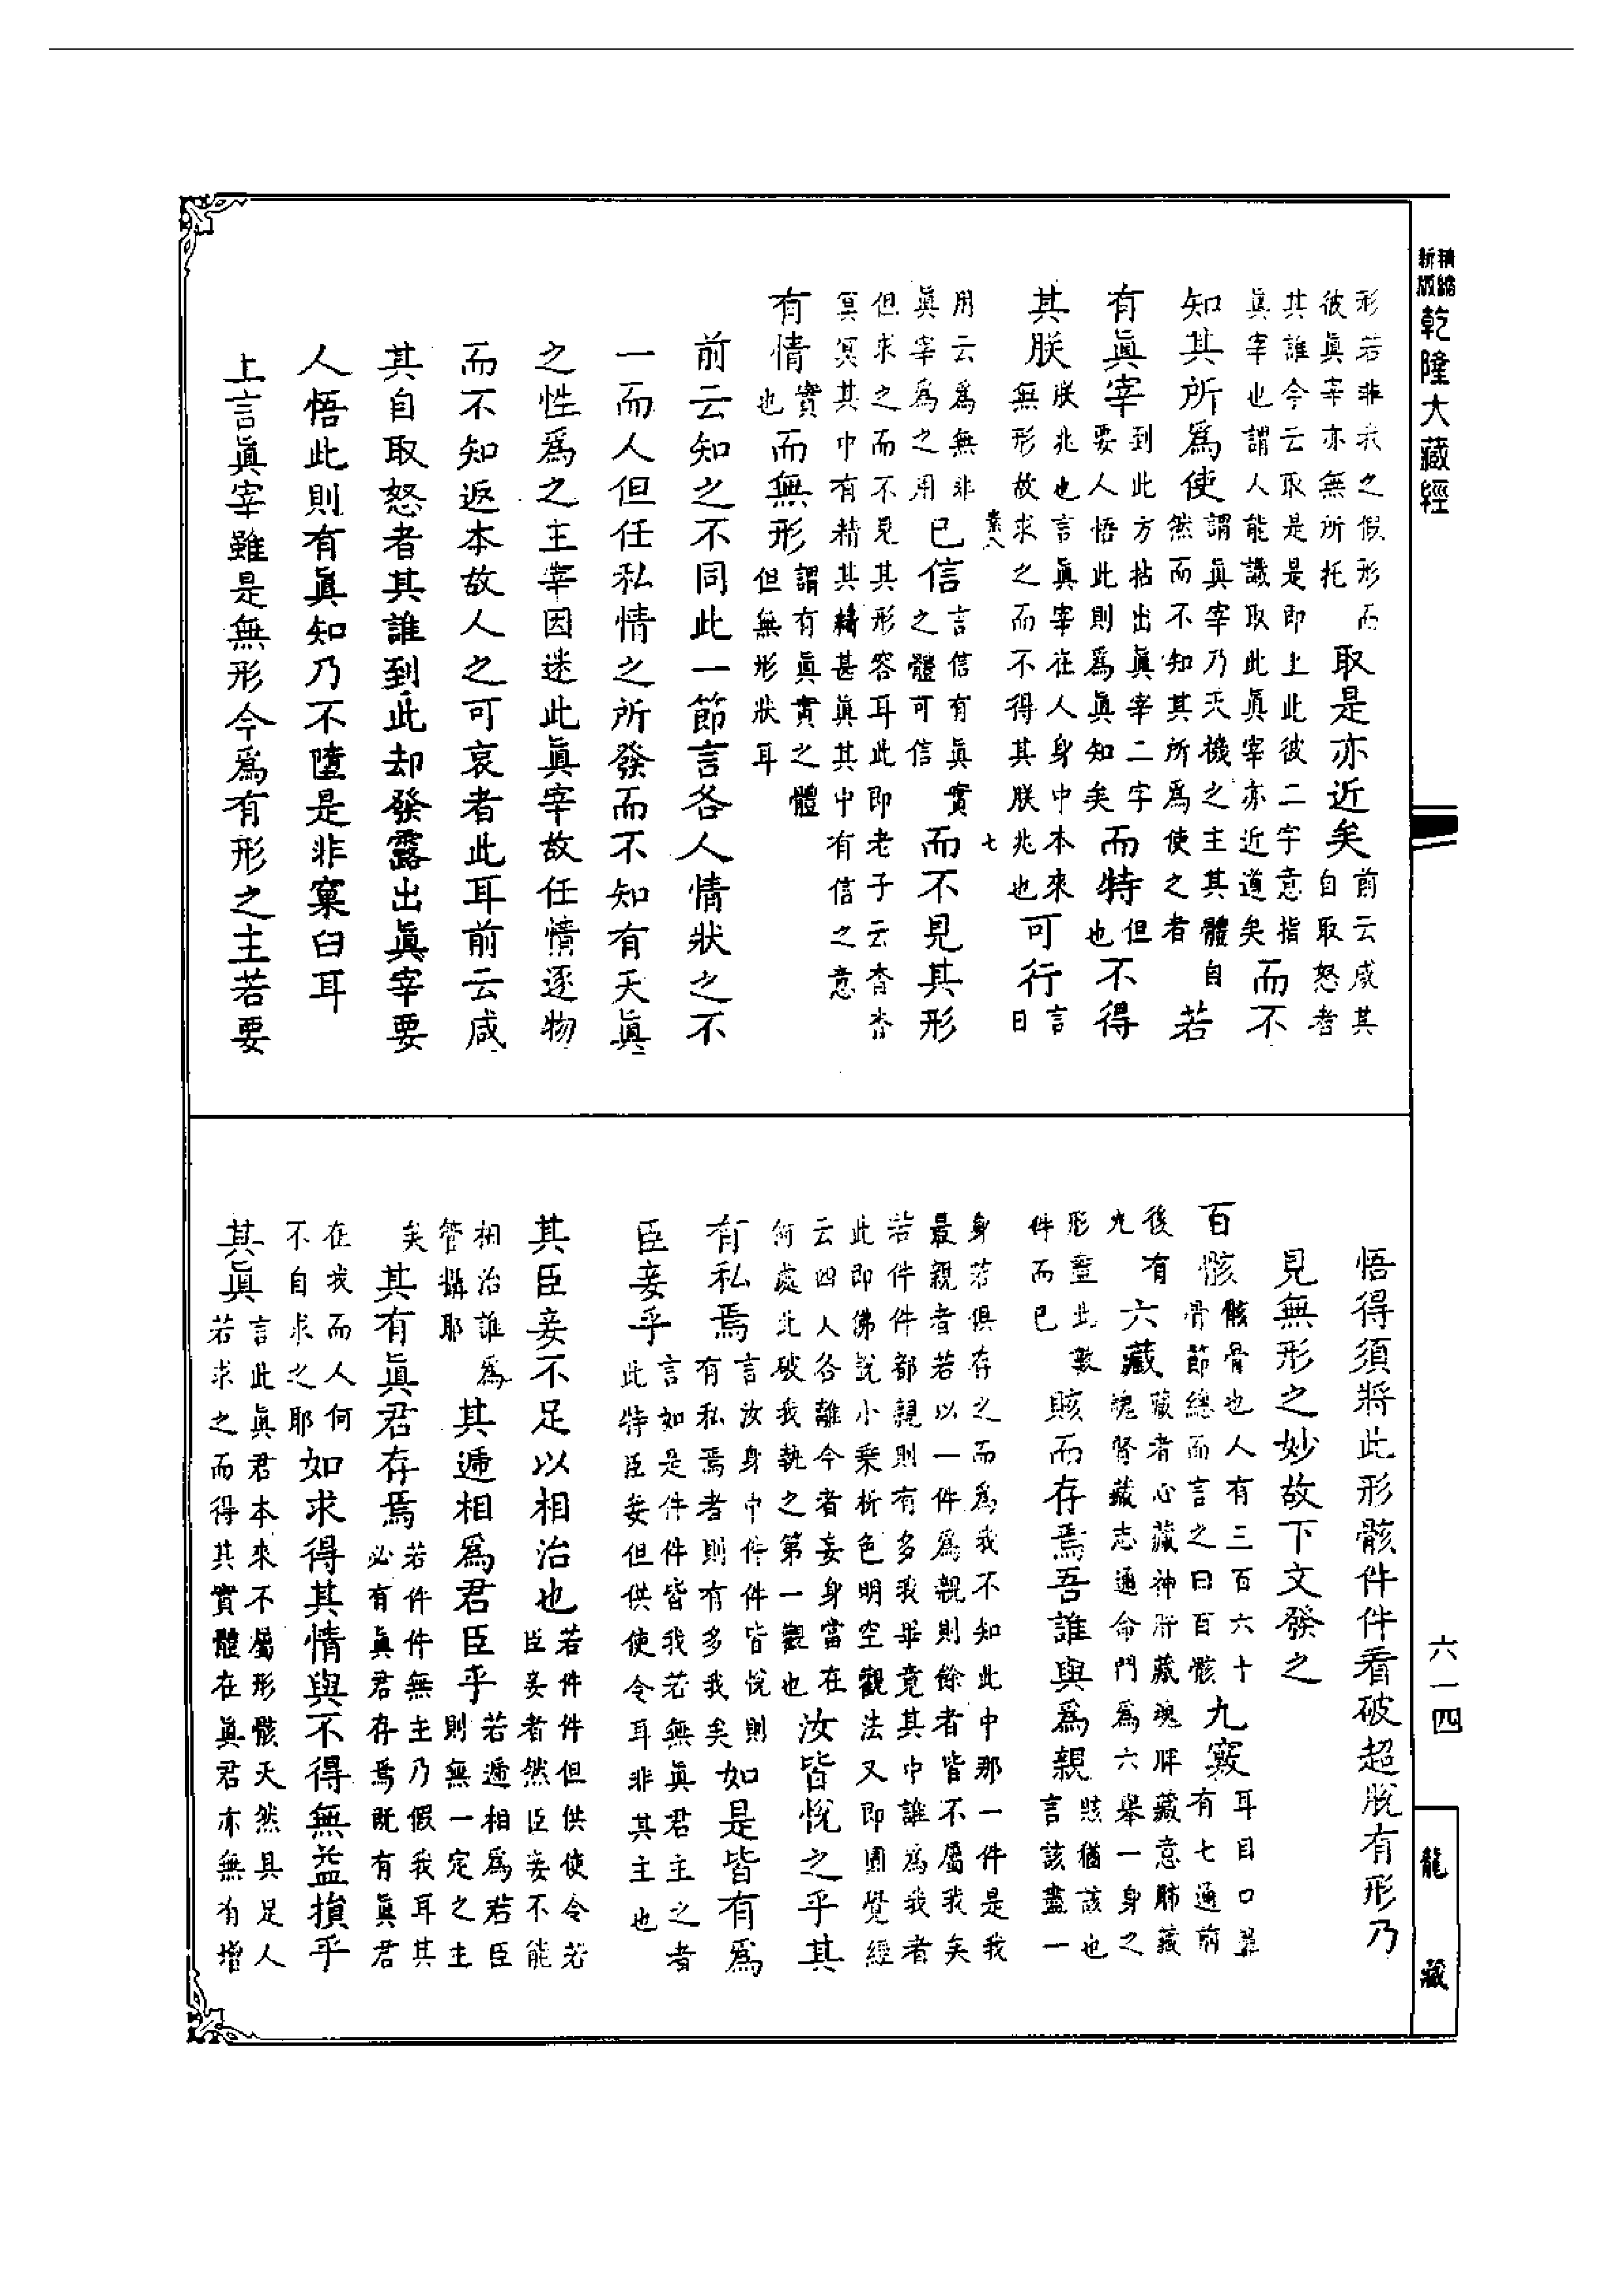 精縮新版乾隆大藏經
形若非我之假形而彼眞宰亦無所托取是亦近矣前云咸其自取怒者
其誰今云取是是即上此彼二字意指眞宰也謂人能識取此眞宰亦近道矣而不
知其所爲使謂眞宰乃天機之主其體自然而不知其所爲使之者若
有眞宰到此方拈出眞宰二字要人悟此則爲眞知矣而特但也不得
其朕朕兆也言眞宰在人身中本來無形故求之而不得其朕兆也可行言日
素八 七
用云爲無非眞宰爲之用已信言信有眞實之體可信而不見其形
但求之而不見其形容耳此即老子云杳杳冥冥其中有精其精甚眞其中有信之意
有情實也而無形謂有眞實之體但無形狀耳
前云知之不同此一節言各人情狀之不
一而人但任私情之所發而不知有天眞
之性爲之主宰因迷此眞宰故任情逐物
而不知返本故人之可哀者此耳前云咸
其自取怒者其誰到此却發露出眞宰要
人悟此則有眞知乃不墮是非窠臼耳
上言眞宰雖是無形今爲有形之主若要
悟得須將此形骸件件看破超脫有形乃
見無形之妙故下文發之
百骸骸骨也人有三百六十骨節總而言之曰百骸九竅耳目口鼻有七通前
後有九六藏藏者心藏神肝藏魂脾藏意肺藏魄腎藏志通命門爲六舉一身之
形盡此數件而已賅而存焉吾誰與爲親賅猶該也言該盡一
身若俱存之而爲我不知此中那一件是我最親者若以一件爲親則餘者皆不屬我矣
若件件都親則有多我畢竟其中誰爲我者此即佛說小乘析色明空觀法又即圓覺經
云四大各離今者妄身當在何處此破我執之第一觀也汝皆悅之乎其
有私焉言汝身中件件皆悅則有私焉者則有多我矣如是皆有爲
臣妾乎言如是件件皆我若無眞君主之者此特臣妾但供使令耳非其主也
其臣妾不足以相治也若件件但供使令若臣妾者然臣妾不能
相治誰爲管攝耶其遞相爲君臣乎若遞相爲君臣則無一定之主
矣其有眞君存焉若件件無主乃假我耳其必有眞君存焉既有眞君
在我而人何不自求之耶如求得其情與不得無益損乎
其眞言此眞君本來不屬形骸天然具足人若求之而得其實體在眞君亦無有增
六一四
龍藏